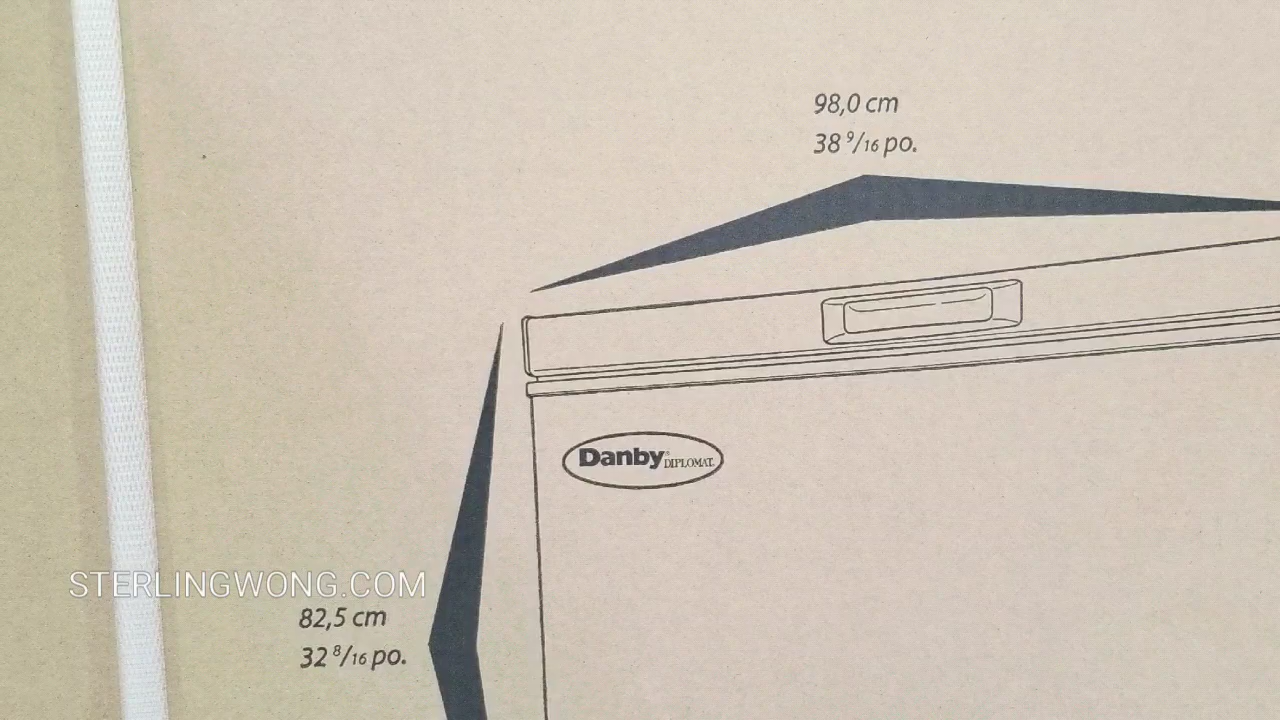 98,0 cm
38 9/16 po.
Danby® DIPLOMAT.
STERLINGWONG.COM
82,5 cm
32 8/16 po.